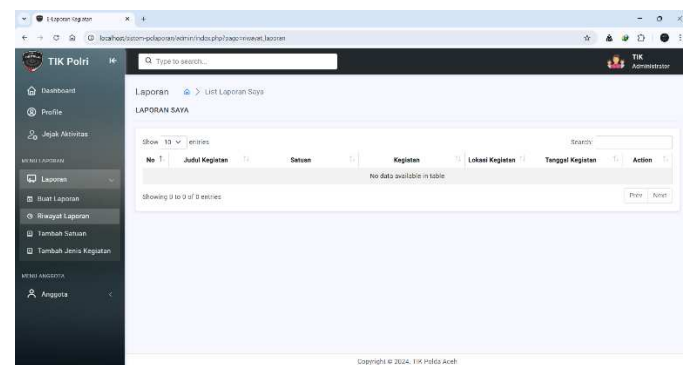 E-Laporan Kegiatan
localhost/sistem-pelaporan/admin/index.php?page=riwayat_laporan
TIK Polri
Type to search...
TIK
Administrator
Dashboard
Profile
Jejak Aktivitas
MENU LAPORAN
Laporan
Buat Laporan
Riwayat Laporan
Tambah Satuan
Tambah Jenis Kegiatan
MENU ANGGOTA
Anggota
Laporan > List Laporan Saya
LAPORAN SAYA
Show 10 entries
Search:
No Judul Kegiatan Satuan Kegiatan Lokasi Kegiatan Tanggal Kegiatan Action
No data available in table
Showing 0 to 0 of 0 entries
Prev Next
Copyright © 2024, TIK Polda Aceh